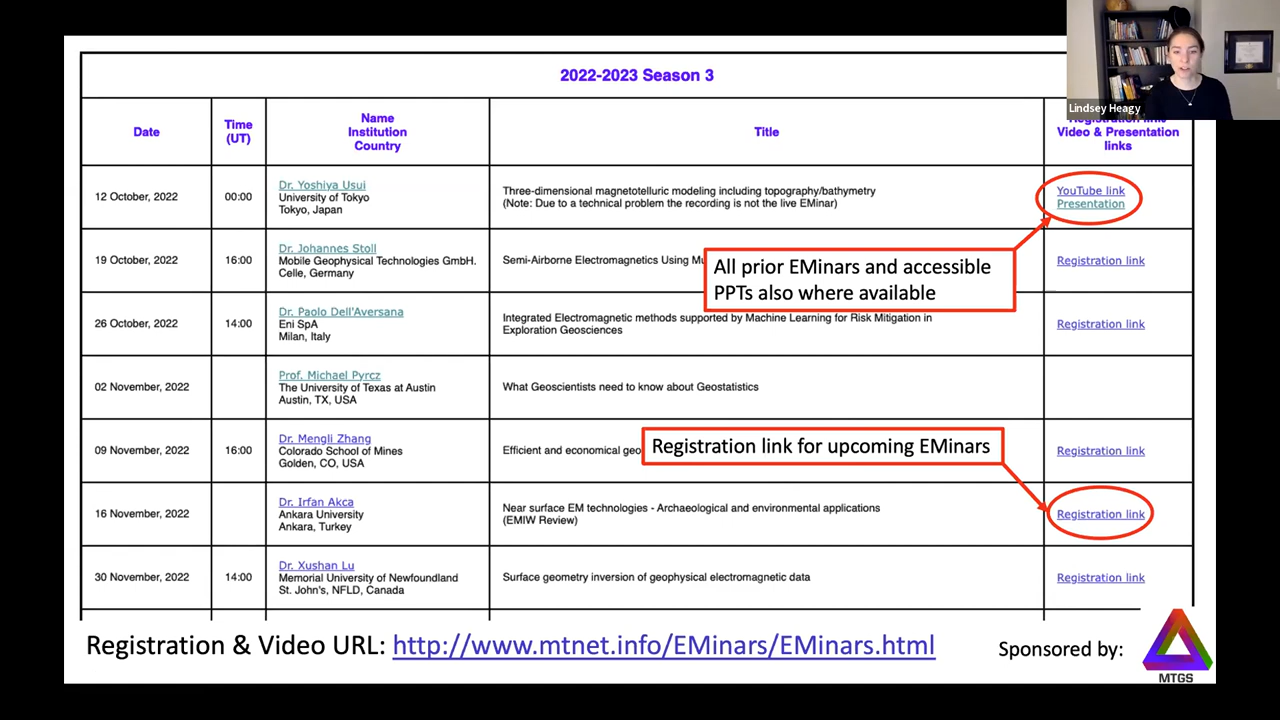 Lindsey Heagy
2022-2023 Season 3
Date
Time
(UT)
Name
Institution
Country
Title
Video & Presentation
links
12 October, 2022
00:00
Dr. Yoshiya Usui
University of Tokyo
Tokyo, Japan
Three-dimensional magnetotelluric modeling including topography/bathymetry
(Note: Due to a technical problem the recording is not the live EMinar)
YouTube link
Presentation
19 October, 2022
16:00
Dr. Johannes Stoll
Mobile Geophysical Technologies GmbH.
Celle, Germany
Semi-Airborne Electromagnetics Using
Registration link
All prior EMinars and accessible
PPTs also where available
26 October, 2022
14:00
Dr. Paolo Dell'Aversana
Eni SpA
Milan, Italy
Integrated Electromagnetic methods supported by Machine Learning for Risk Mitigation in
Exploration Geosciences
Registration link
02 November, 2022
Prof. Michael Pyrcz
The University of Texas at Austin
Austin, TX, USA
What Geoscientists need to know about Geostatistics
09 November, 2022
16:00
Dr. Mengli Zhang
Colorado School of Mines
Golden, CO, USA
Efficient and economical
Registration link
Registration link for upcoming EMinars
16 November, 2022
Dr. Irfan Akca
Ankara University
Ankara, Turkey
Near surface EM technologies - Archaeological and environmental applications
(EMIW Review)
Registration link
30 November, 2022
14:00
Dr. Xushan Lu
Memorial University of Newfoundland
St. John's, NFLD, Canada
Surface geometry inversion of geophysical electromagnetic data
Registration link
Registration & Video URL: http://www.mtnet.info/EMinars/EMinars.html
Sponsored by:
MTGS